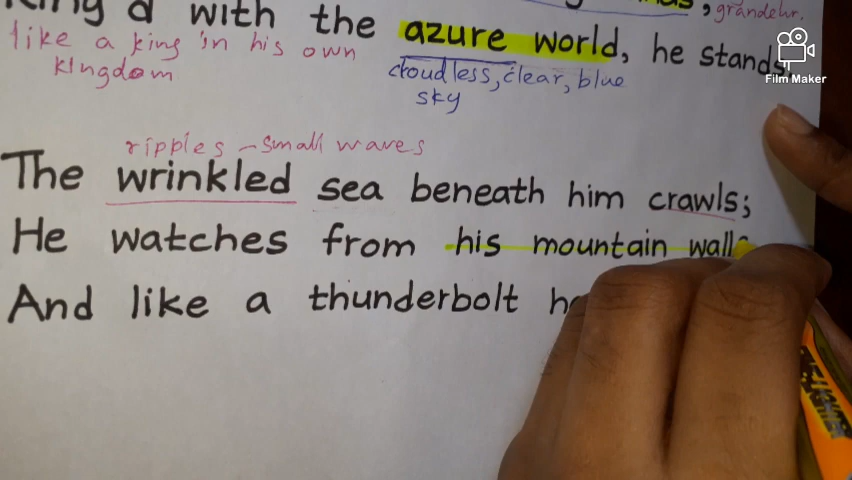 with the azure world, he stands. grandeur.
like a king in his own
kingdom
cloudless, clear, blue
sky
Film Maker
ripples - small waves
The wrinkled sea beneath him crawls;
He watches from his mountain walls
And like a thunderbolt